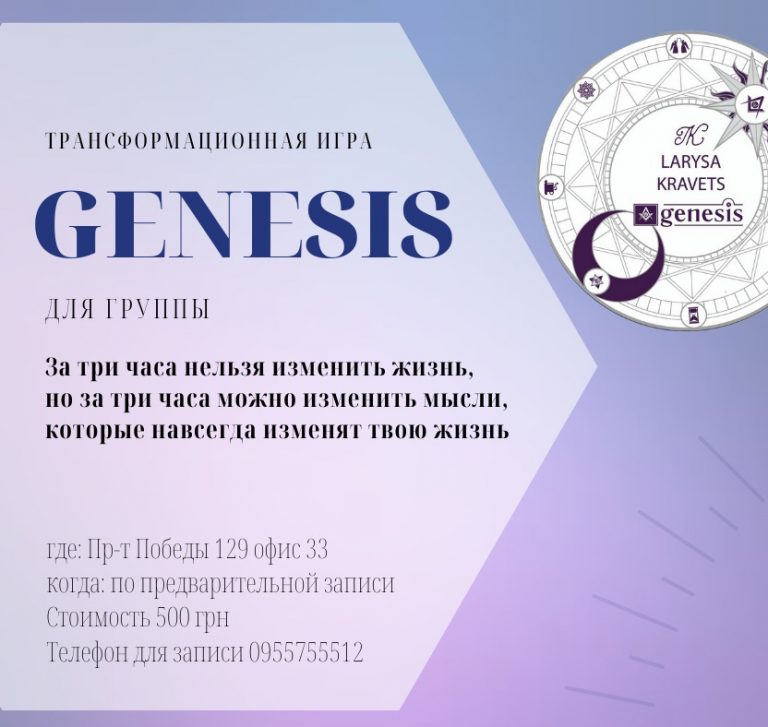 ТРАНСФОРМАЦИОННАЯ ИГРА
GENESIS
ДЛЯ ГРУППЫ
За три часа нельзя изменить жизнь,
но за три часа можно изменить мысли,
которые навсегда изменят твою жизнь
где: Пр-т Победы 129 офис 33
когда: по предварительной записи
Стоимость 500 грн
Телефон для записи 0955755512
LARYSA
KRAVETS
genesis